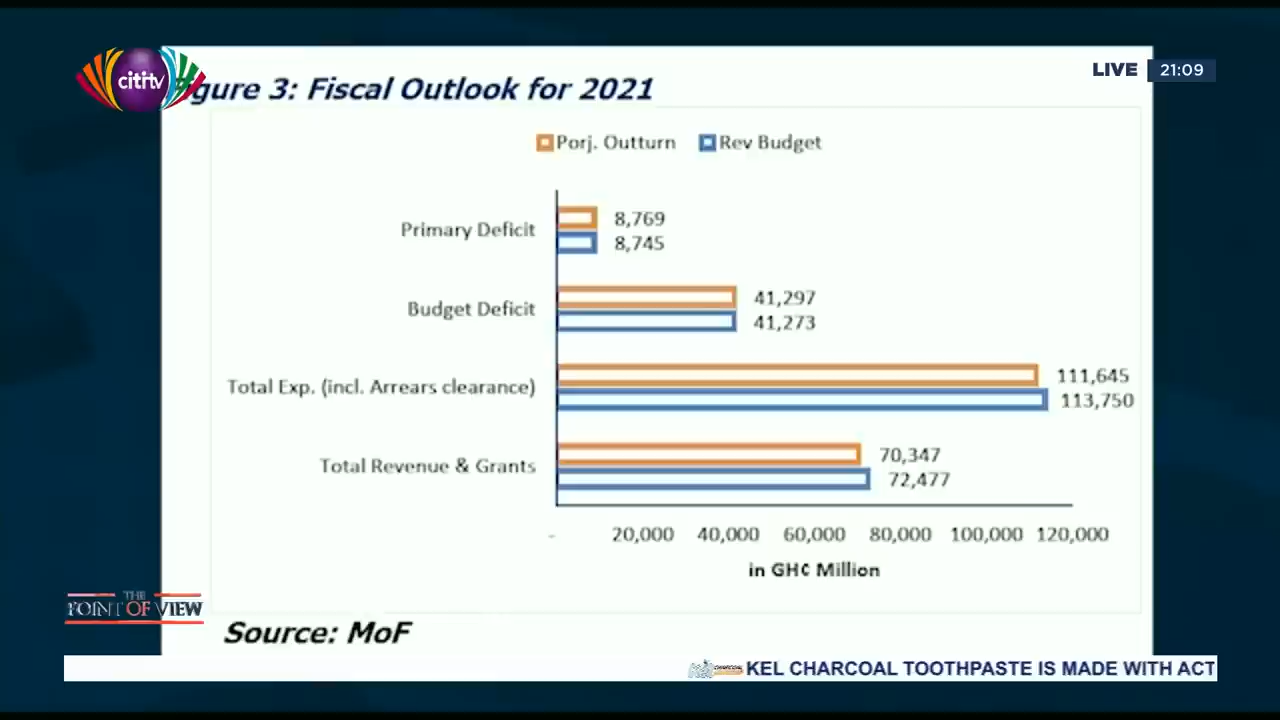 citi tv
LIVE 21:09
gure 3: Fiscal Outlook for 2021
Porj. Outturn Rev Budget
Primary Deficit 8,769
8,745
Budget Deficit 41,297
41,273
Total Exp. (incl. Arrears clearance) 111,645
113,750
Total Revenue & Grants 70,347
72,477
- 20,000 40,000 60,000 80,000 100,000 120,000
in GH¢ Million
THE
POINT OF VIEW
Source: MoF
KEL CHARCOAL TOOTHPASTE IS MADE WITH ACT